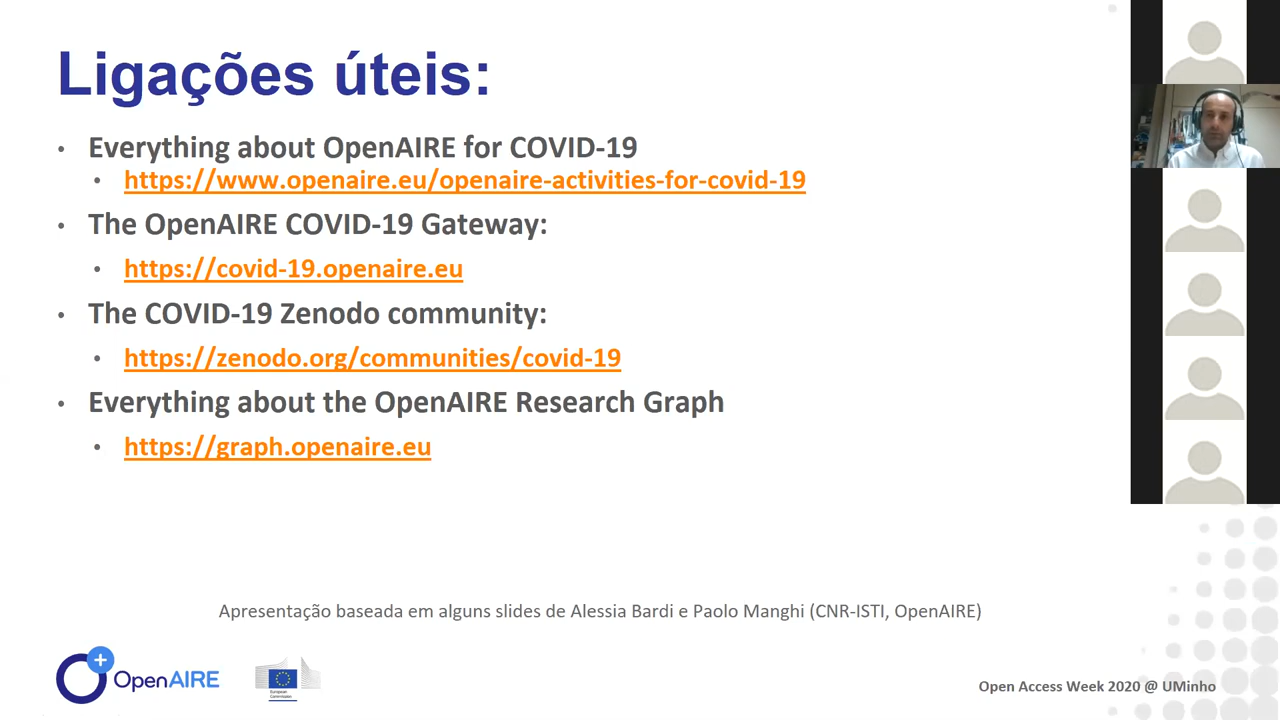 Ligações úteis:
• Everything about OpenAIRE for COVID-19
• https://www.openaire.eu/openaire-activities-for-covid-19
• The OpenAIRE COVID-19 Gateway:
• https://covid-19.openaire.eu
• The COVID-19 Zenodo community:
• https://zenodo.org/communities/covid-19
• Everything about the OpenAIRE Research Graph
• https://graph.openaire.eu
Apresentação baseada em alguns slides de Alessia Bardi e Paolo Manghi (CNR-ISTI, OpenAIRE)
OpenAIRE
European
Commission
Open Access Week 2020 @ UMinho